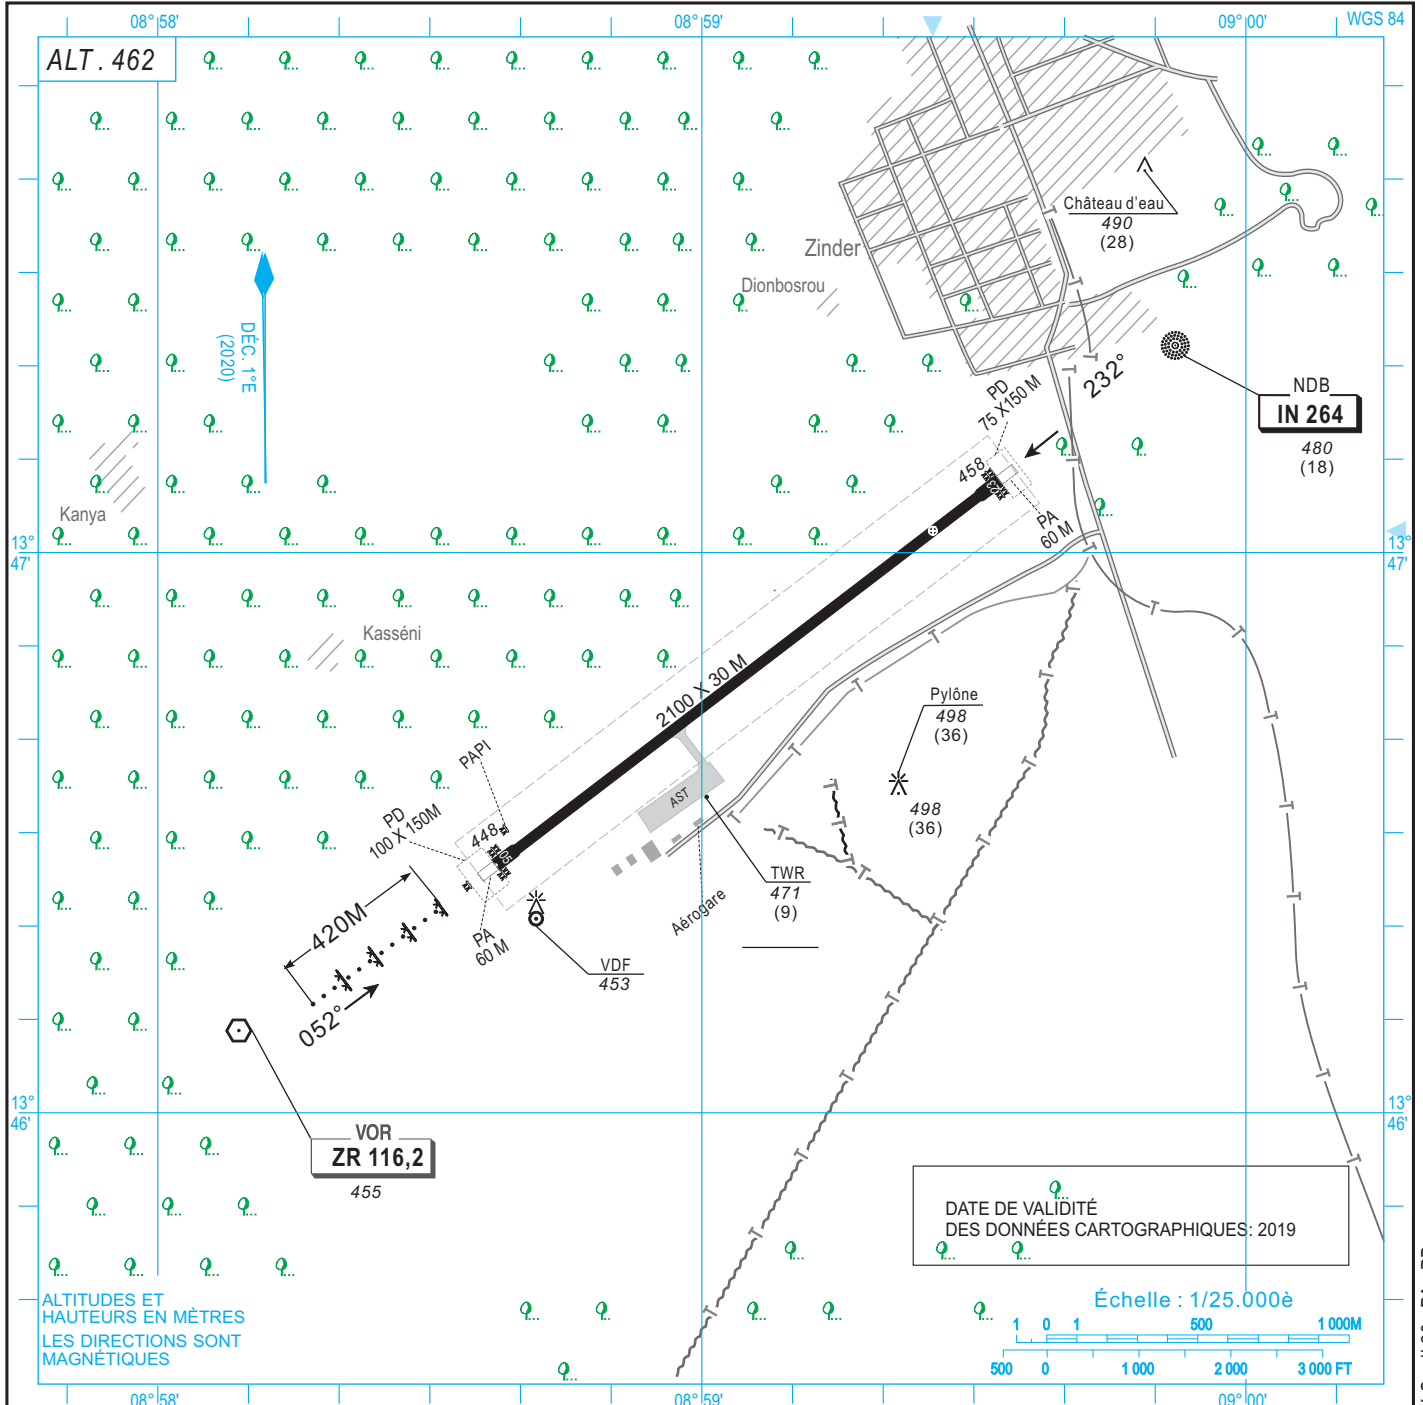 08°58'
08°59'
09°00'
WGS 84
ALT. 462
Château d'eau
490
(28)
Zinder
Dionbosrou
DÉC. 1°E
(2020)
232°
NDB
IN 264
480
(18)
PD
75 X150 M
458
23
PA
60 M
Kanya
13°
47'
13°
47'
Kasséni
2100 X 30 M
Pylône
498
(36)
498
(36)
PAPI
PD
100 X 150M
448
05
AST
TWR
471
(9)
Aérogare
420M
PA
60 M
VDF
453
052°
13°
46'
13°
46'
VOR
ZR 116,2
455
DATE DE VALIDITÉ
DES DONNÉES CARTOGRAPHIQUES: 2019
ALTITUDES ET
HAUTEURS EN MÈTRES
LES DIRECTIONS SONT
MAGNÉTIQUES
Échelle : 1/25.000è
1 0 1 500 1 000M
500 0 1 000 2 000 3 000 FT
08°58'
08°59'
09°00'